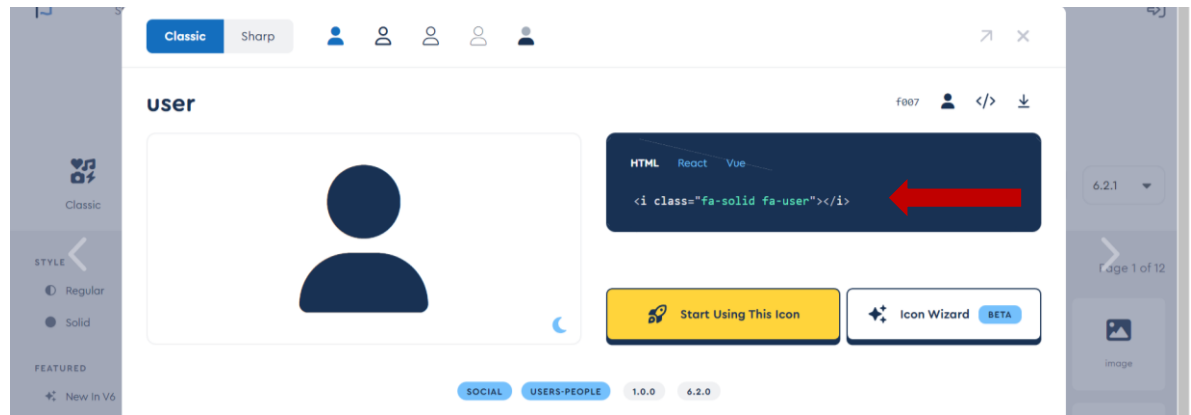 Classic Sharp
user
f007
HTML React Vue
<i class="fa-solid fa-user"></i>
Classic
6.2.1
STYLE
Page 1 of 12
Regular
Solid
Start Using This Icon
Icon Wizard BETA
image
FEATURED
New In V6
SOCIAL USERS-PEOPLE 1.0.0 6.2.0